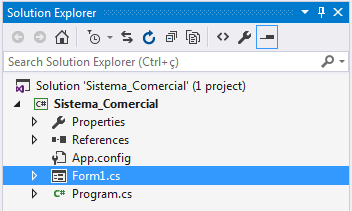 Solution Explorer
Search Solution Explorer (Ctrl+ç)
Solution 'Sistema_Comercial' (1 project)
C# Sistema_Comercial
Properties
References
App.config
Form1.cs
C# Program.cs